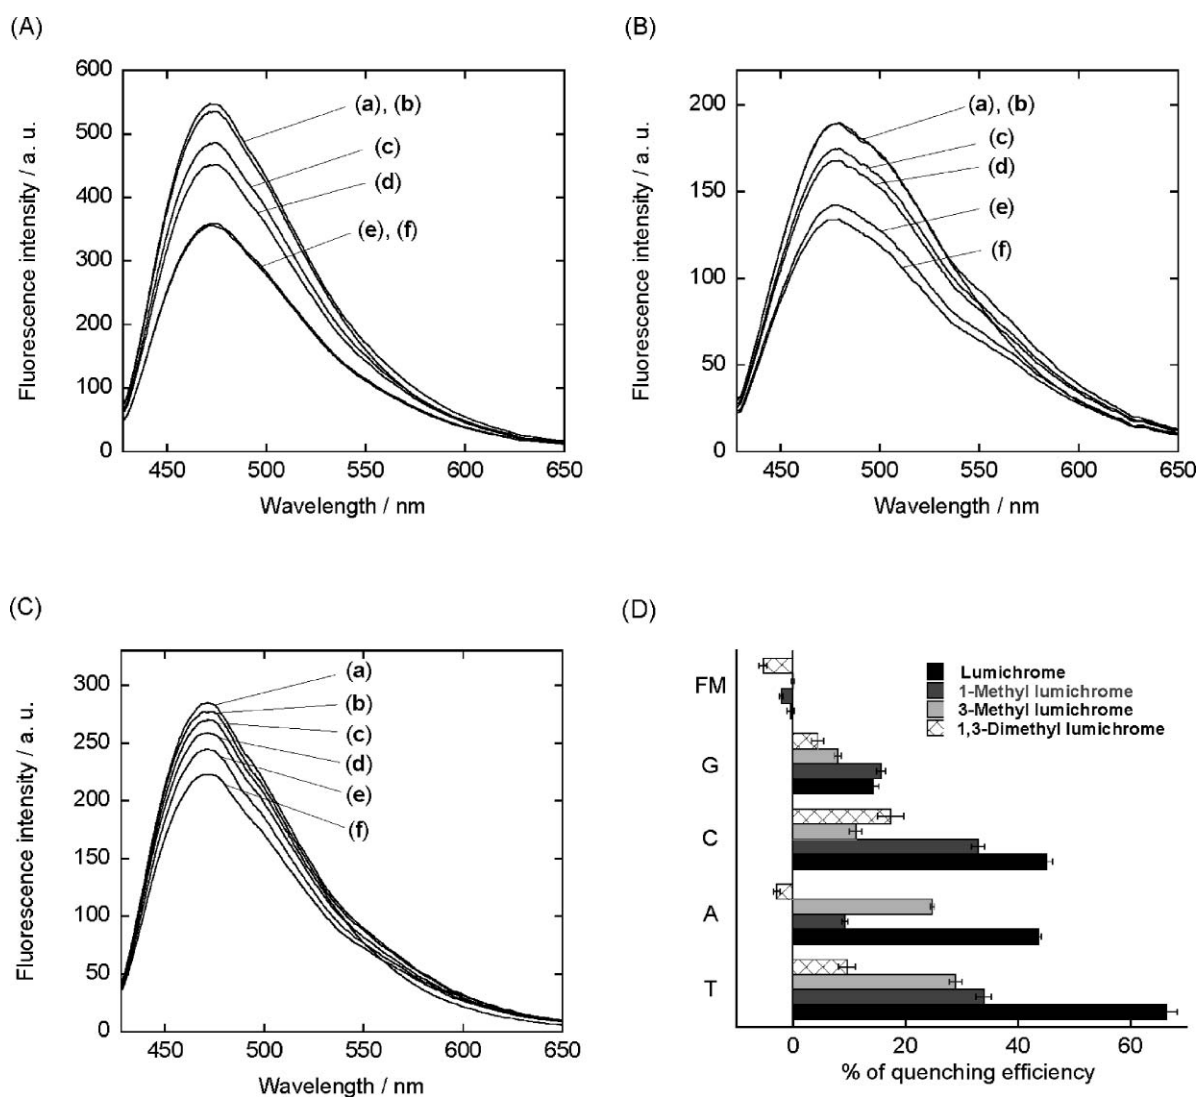 (A)
600
500
400
300
200
100
0
Fluorescence intensity / a. u.
(a), (b)
(c)
(d)
(e), (f)
450 500 550 600 650
Wavelength / nm
(B)
200
150
100
50
0
Fluorescence intensity / a. u.
(a), (b)
(c)
(d)
(e)
(f)
450 500 550 600 650
Wavelength / nm
(C)
300
250
200
150
100
50
0
Fluorescence intensity / a. u.
(a)
(b)
(c)
(d)
(e)
(f)
450 500 550 600 650
Wavelength / nm
(D)
FM
G
C
A
T
Lumichrome
1-Methyl lumichrome
3-Methyl lumichrome
1,3-Dimethyl lumichrome
0 20 40 60
% of quenching efficiency